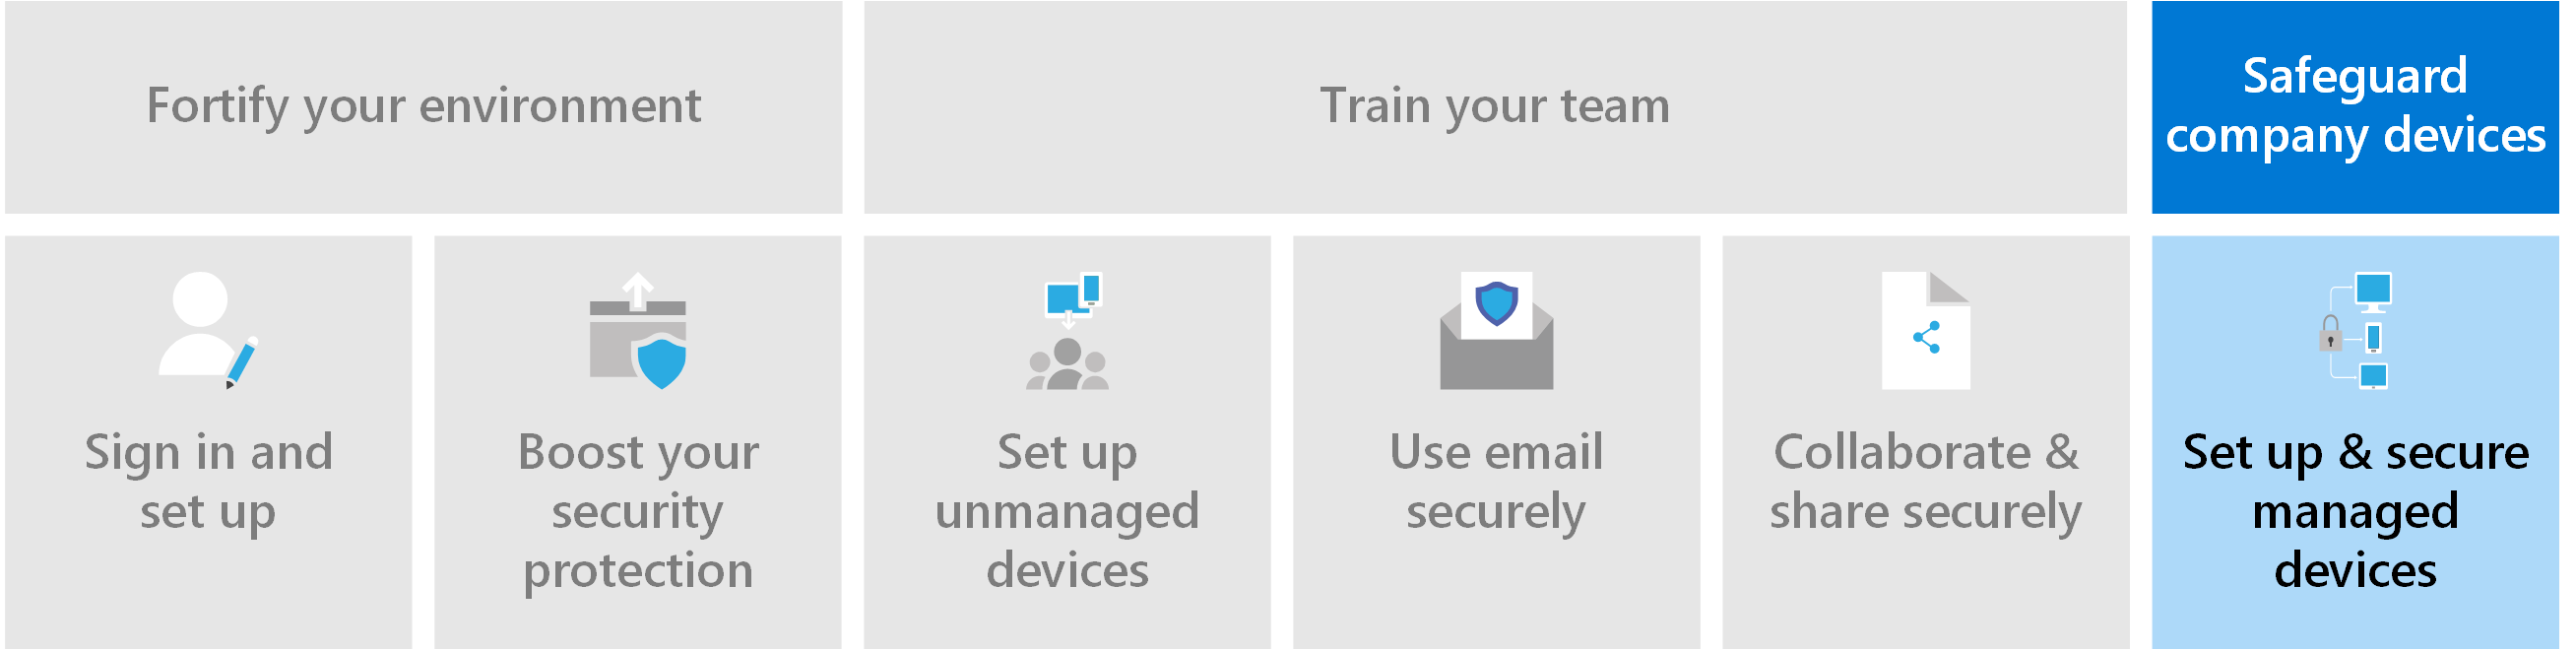 Fortify your environment
Train your team
Safeguard
company devices
Sign in and
set up
Boost your
security
protection
Set up
unmanaged
devices
Use email
securely
Collaborate &
share securely
Set up & secure
managed
devices